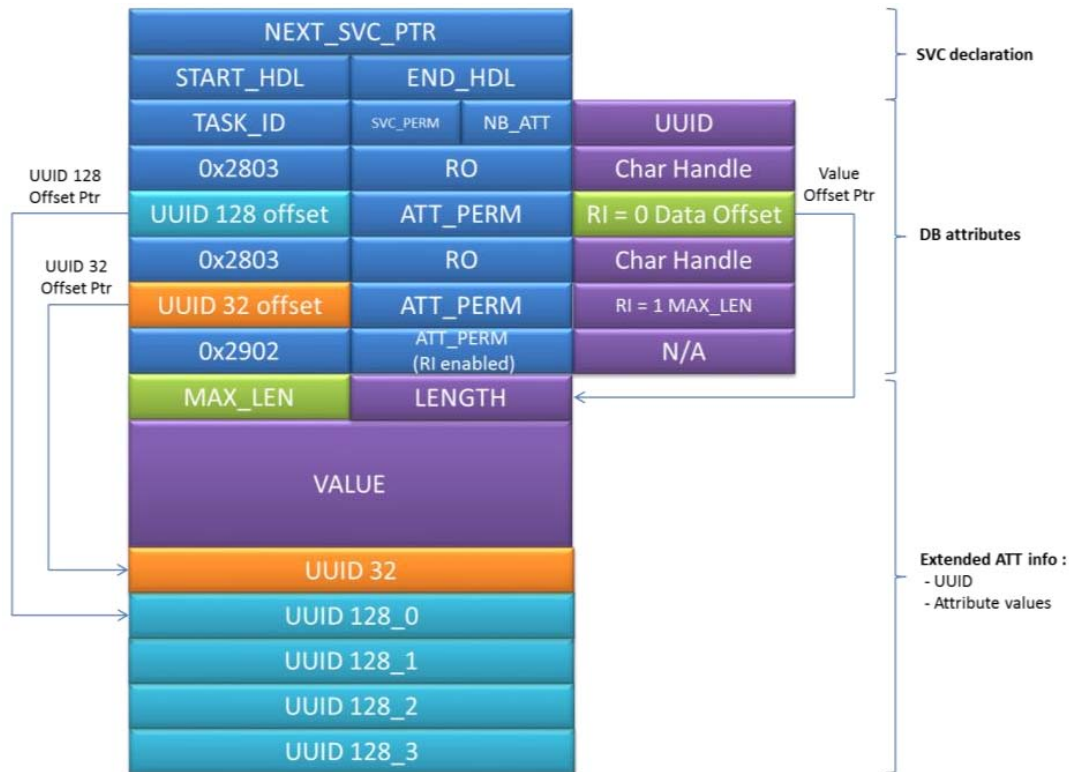 NEXT_SVC_PTR
SVC declaration
START_HDL
END_HDL
TASK_ID
SVC_PERM
NB_ATT
UUID
0x2803
RO
Char Handle
UUID 128
Offset Ptr
Value
Offset Ptr
UUID 128 offset
ATT_PERM
RI = 0 Data Offset
DB attributes
0x2803
RO
Char Handle
UUID 32
Offset Ptr
UUID 32 offset
ATT_PERM
RI = 1 MAX_LEN
0x2902
ATT_PERM
(RI enabled)
N/A
MAX_LEN
LENGTH
VALUE
Extended ATT info :
- UUID
- Attribute values
UUID 32
UUID 128_0
UUID 128_1
UUID 128_2
UUID 128_3